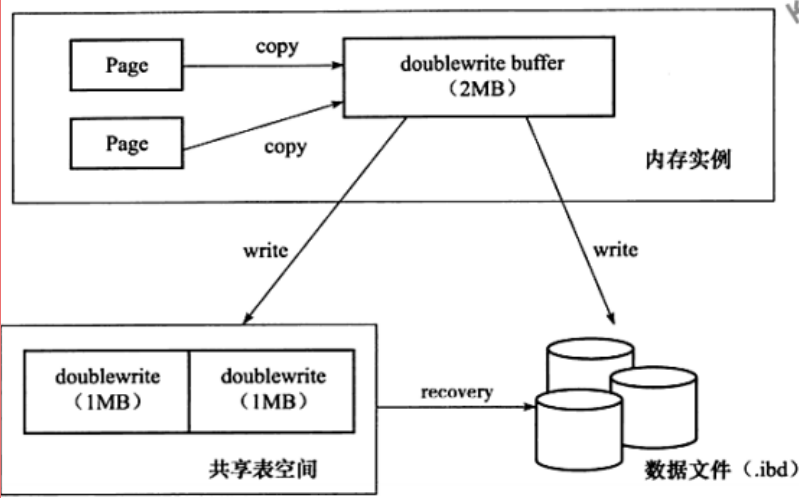 Page
copy
doublewrite buffer
（2MB）
Page
copy
内存实例
write
write
doublewrite
（1MB）
doublewrite
（1MB）
recovery
共享表空间
数据文件（.ibd）